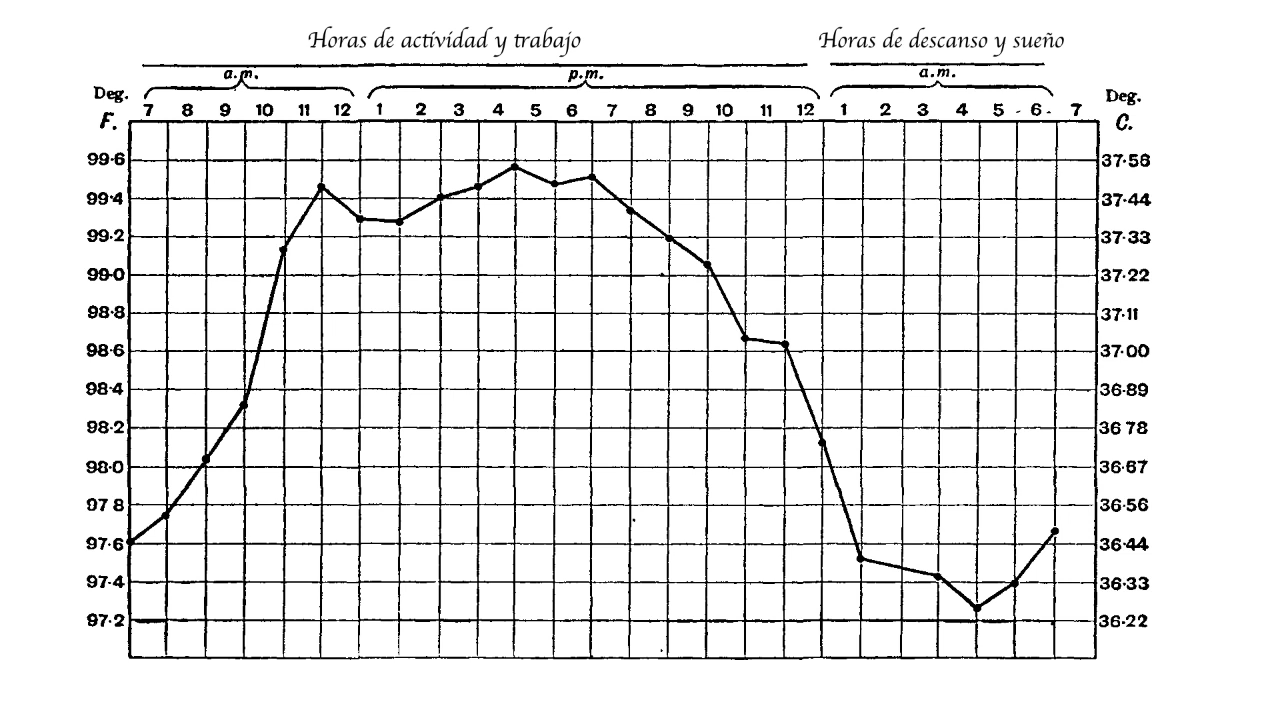 Horas de actividad y trabajo Horas de descanso y sueño
a.m. p.m. a.m.
Deg. 7 8 9 10 11 12 1 2 3 4 5 6 7 8 9 10 11 12 1 2 3 4 5 6 7 Deg.
F. C.
99·6 37·56
99·4 37·44
99·2 37·33
99·0 37·22
98·8 37·11
98·6 37·00
98·4 36·89
98·2 36 78
98·0 36·67
97 8 36·56
97·6 36·44
97·4 36·33
97·2 36·22